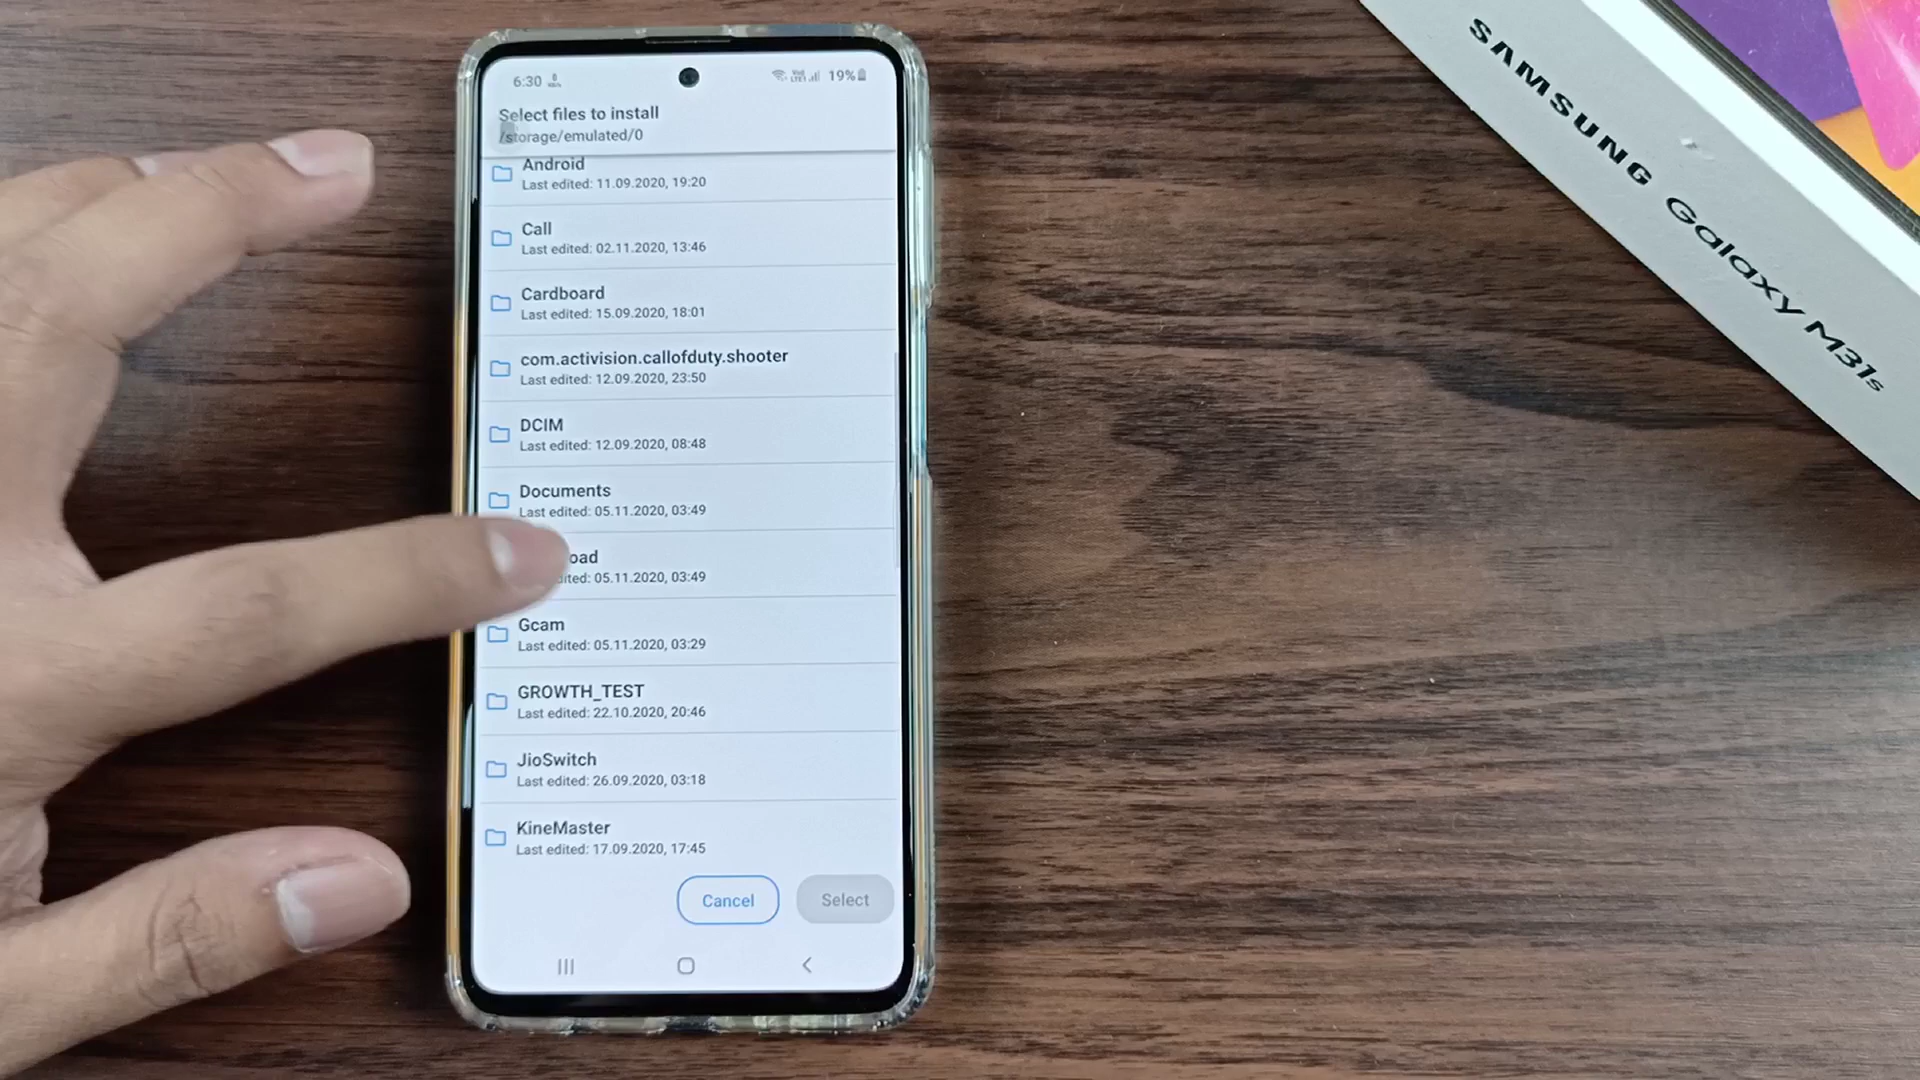 6:30
19%
Select files to install
/storage/emulated/0
Android
Last edited: 11.09.2020, 19:20
Call
Last edited: 02.11.2020, 13:46
Cardboard
Last edited: 15.09.2020, 18:01
com.activision.callofduty.shooter
Last edited: 12.09.2020, 23:50
DCIM
Last edited: 12.09.2020, 08:48
Documents
Last edited: 05.11.2020, 03:49
oad
ited: 05.11.2020, 03:49
Gcam
Last edited: 05.11.2020, 03:29
GROWTH_TEST
Last edited: 22.10.2020, 20:46
JioSwitch
Last edited: 26.09.2020, 03:18
KineMaster
Last edited: 17.09.2020, 17:45
Cancel
Select
SAMSUNG Galaxy M31s